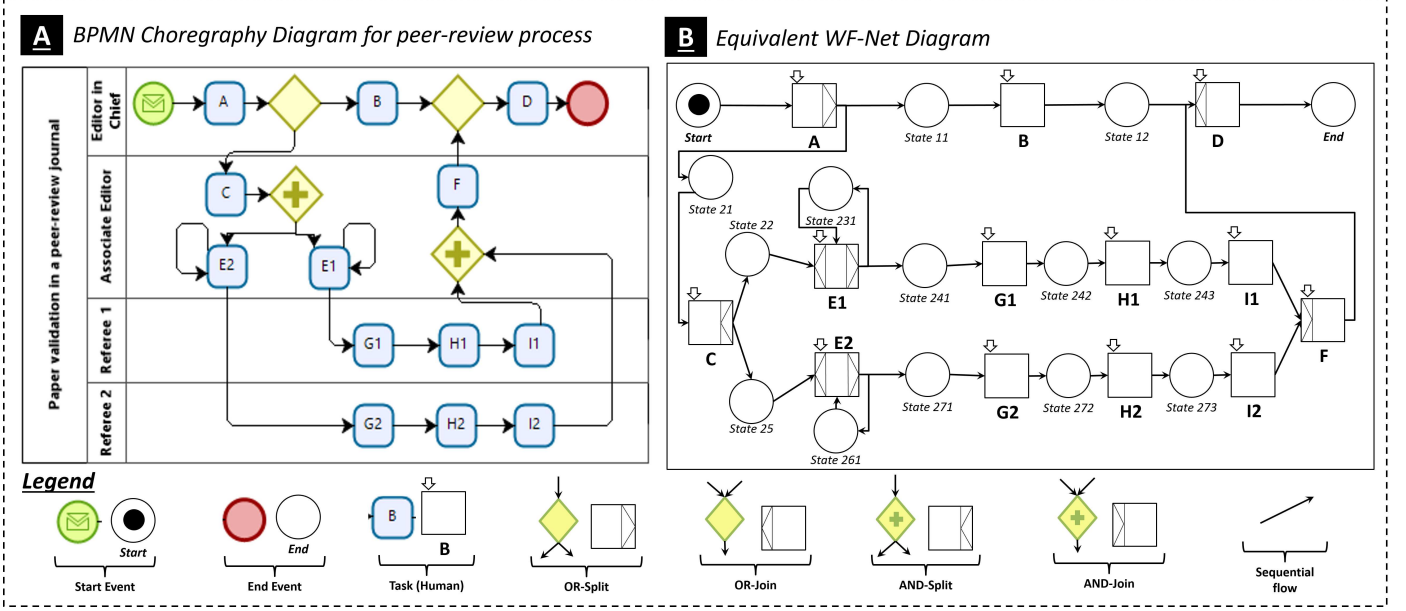 A BPMN Choregraphy Diagram for peer-review process
Paper validation in a peer-review journal
Editor in
Chief
A
B
D
Associate Editor
C
F
E2
E1
Referee 1
G1
H1
I1
Referee 2
G2
H2
I2
B Equivalent WF-Net Diagram
Start
A
State 11
B
State 12
D
End
State 21
State 22
State 231
E1
State 241
G1
State 242
H1
State 243
I1
C
F
State 25
E2
State 261
State 271
G2
State 272
H2
State 273
I2
Legend
Start
Start Event
End
End Event
B
B
Task (Human)
OR-Split
OR-Join
AND-Split
AND-Join
Sequential
flow